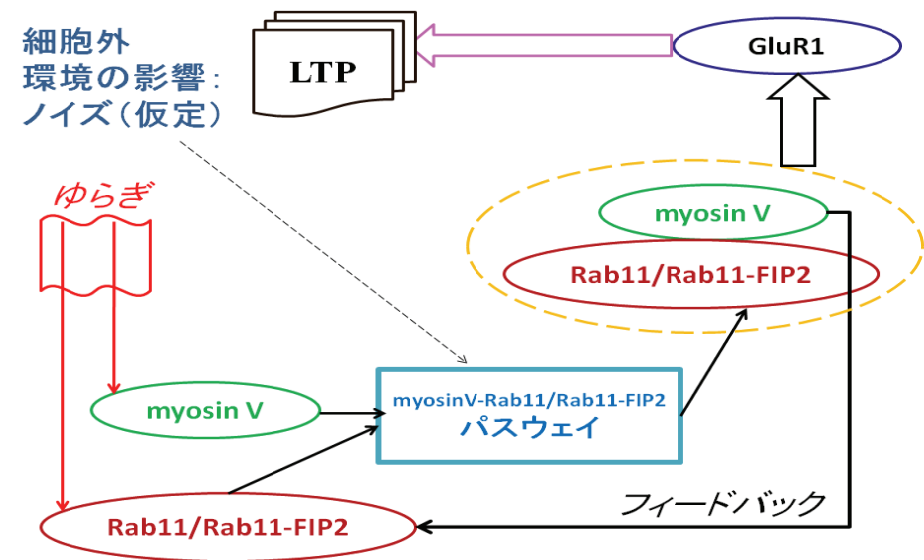 細胞外
環境の影響：
ノイズ（仮定）
LTP
GluR1
ゆらぎ
myosin V
Rab11/Rab11-FIP2
myosin V
myosinV-Rab11/Rab11-FIP2
パスウェイ
フィードバック
Rab11/Rab11-FIP2